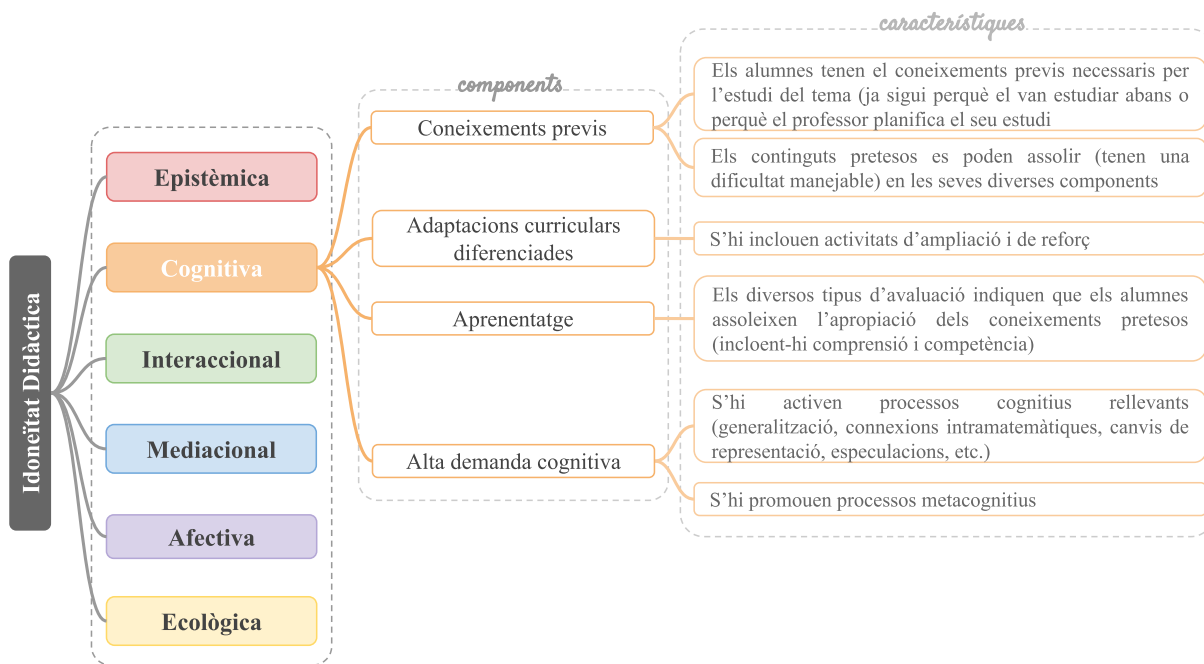 Idoneïtat Didàctica
Epistèmica
Cognitiva
Interaccional
Mediacional
Afectiva
Ecològica
components
Coneixements previs
Adaptacions curriculars
diferenciades
Aprenentatge
Alta demanda cognitiva
característiques
Els alumnes tenen el coneixements previs necessaris per
l’estudi del tema (ja sigui perquè el van estudiar abans o
perquè el professor planifica el seu estudi
Els continguts pretesos es poden assolir (tenen una
dificultat manejable) en les seves diverses components
S’hi inclouen activitats d’ampliació i de reforç
Els diversos tipus d’avaluació indiquen que els alumnes
assoleixen l’apropiació dels coneixements pretesos
(incloent-hi comprensió i competència)
S’hi activen processos cognitius rellevants
(generalització, connexions intramatemàtiques, canvis de
representació, especulacions, etc.)
S’hi promouen processos metacognitius